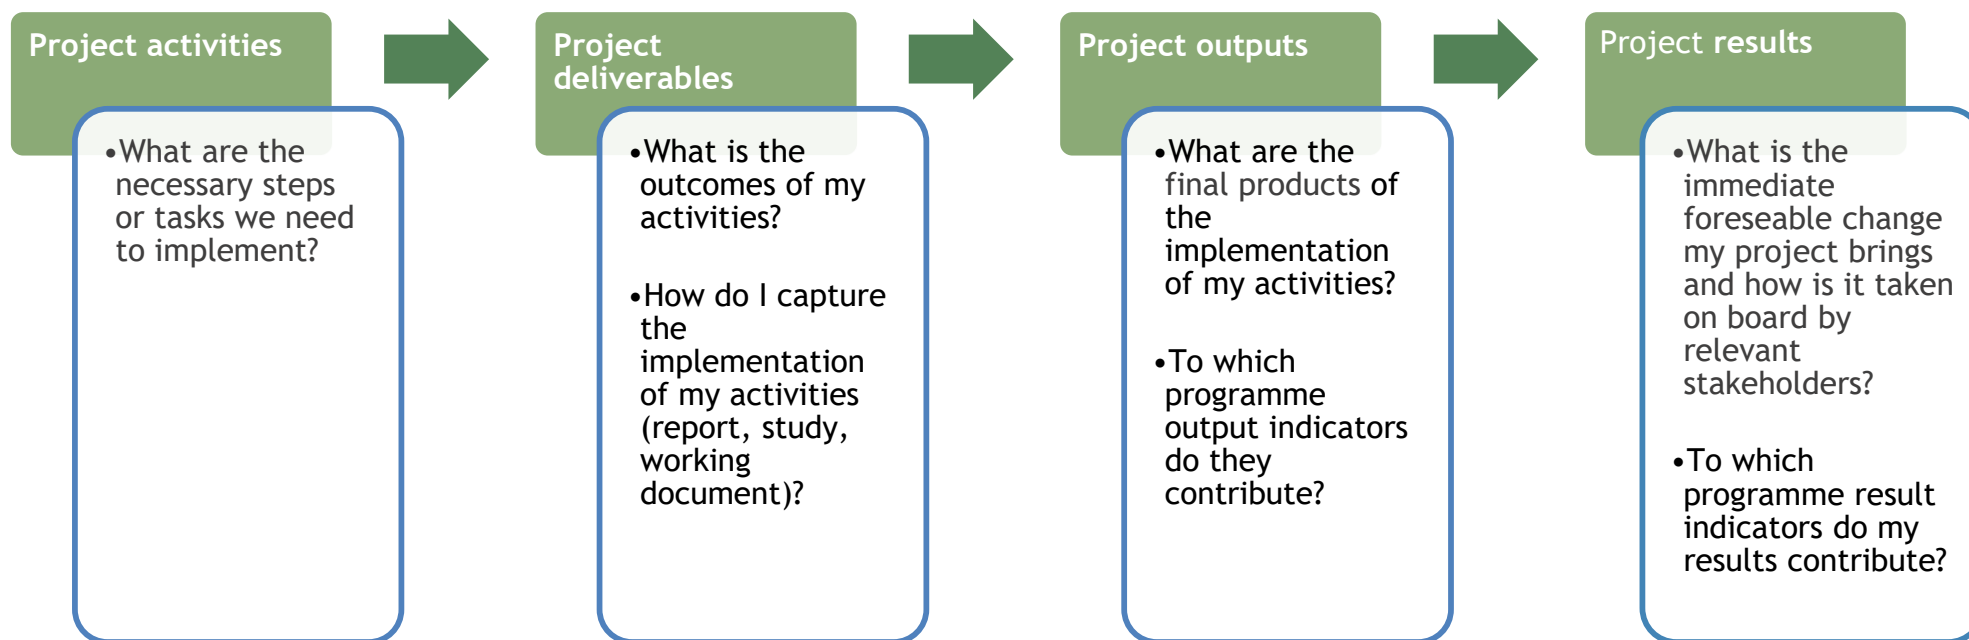 Project activities
•What are the
necessary steps
or tasks we need
to implement?
Project
deliverables
•What is the
outcomes of my
activities?
•How do I capture
the
implementation
of my activities
(report, study,
working
document)?
Project outputs
•What are the
final products of
the
implementation
of my activities?
•To which
programme
output indicators
do they
contribute?
Project results
•What is the
immediate
foreseable change
my project brings
and how is it taken
on board by
relevant
stakeholders?
•To which
programme result
indicators do my
results contribute?